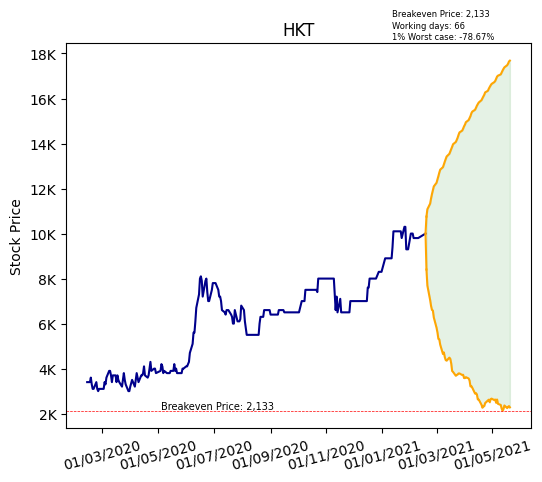 Breakeven Price: 2,133
Working days: 66
1% Worst case: -78.67%
HKT
Stock Price
18K
16K
14K
12K
10K
8K
6K
4K
2K
Breakeven Price: 2,133
01/03/2020 01/05/2020 01/07/2020 01/09/2020 01/11/2020 01/01/2021 01/03/2021 01/05/2021